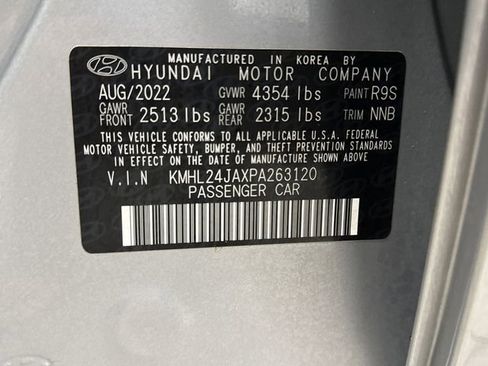 MANUFACTURED IN KOREA BY
HYUNDAI MOTOR COMPANY
AUG/2022 GVWR 4354 lbs PAINT R9S
GAWR FRONT 2513 lbs GAWR REAR 2315 lbs TRIM NNB
THIS VEHICLE CONFORMS TO ALL APPLICABLE U.S.A. FEDERAL
MOTOR VEHICLE SAFETY, BUMPER, AND THEFT PREVENTION STANDARDS
IN EFFECT ON THE DATE OF MANUFACTURE SHOWN ABOVE.
V.I.N KMHL24JAXPA263120
PASSENGER CAR